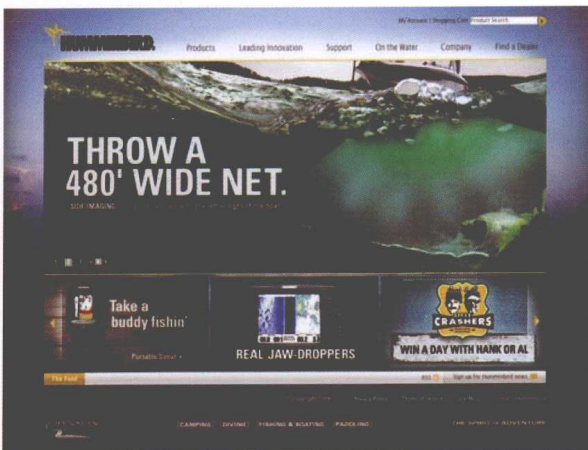 My Account | Shopping Cart Product Search
HUMMINBIRD.
Products Leading Innovation Support On the Water Company Find a Dealer
THROW A
480' WIDE NET.
SIDE IMAGING
Take a
buddy fishin'
Portable Sonar
REAL JAW-DROPPERS
CRASHERS
WIN A DAY WITH HANK OR AL
The Feed
RSS Sign up for Humminbird news
Privacy Policy
CAMPING DIVING FISHING & BOATING PADDLING
THE SPIRIT OF ADVENTURE